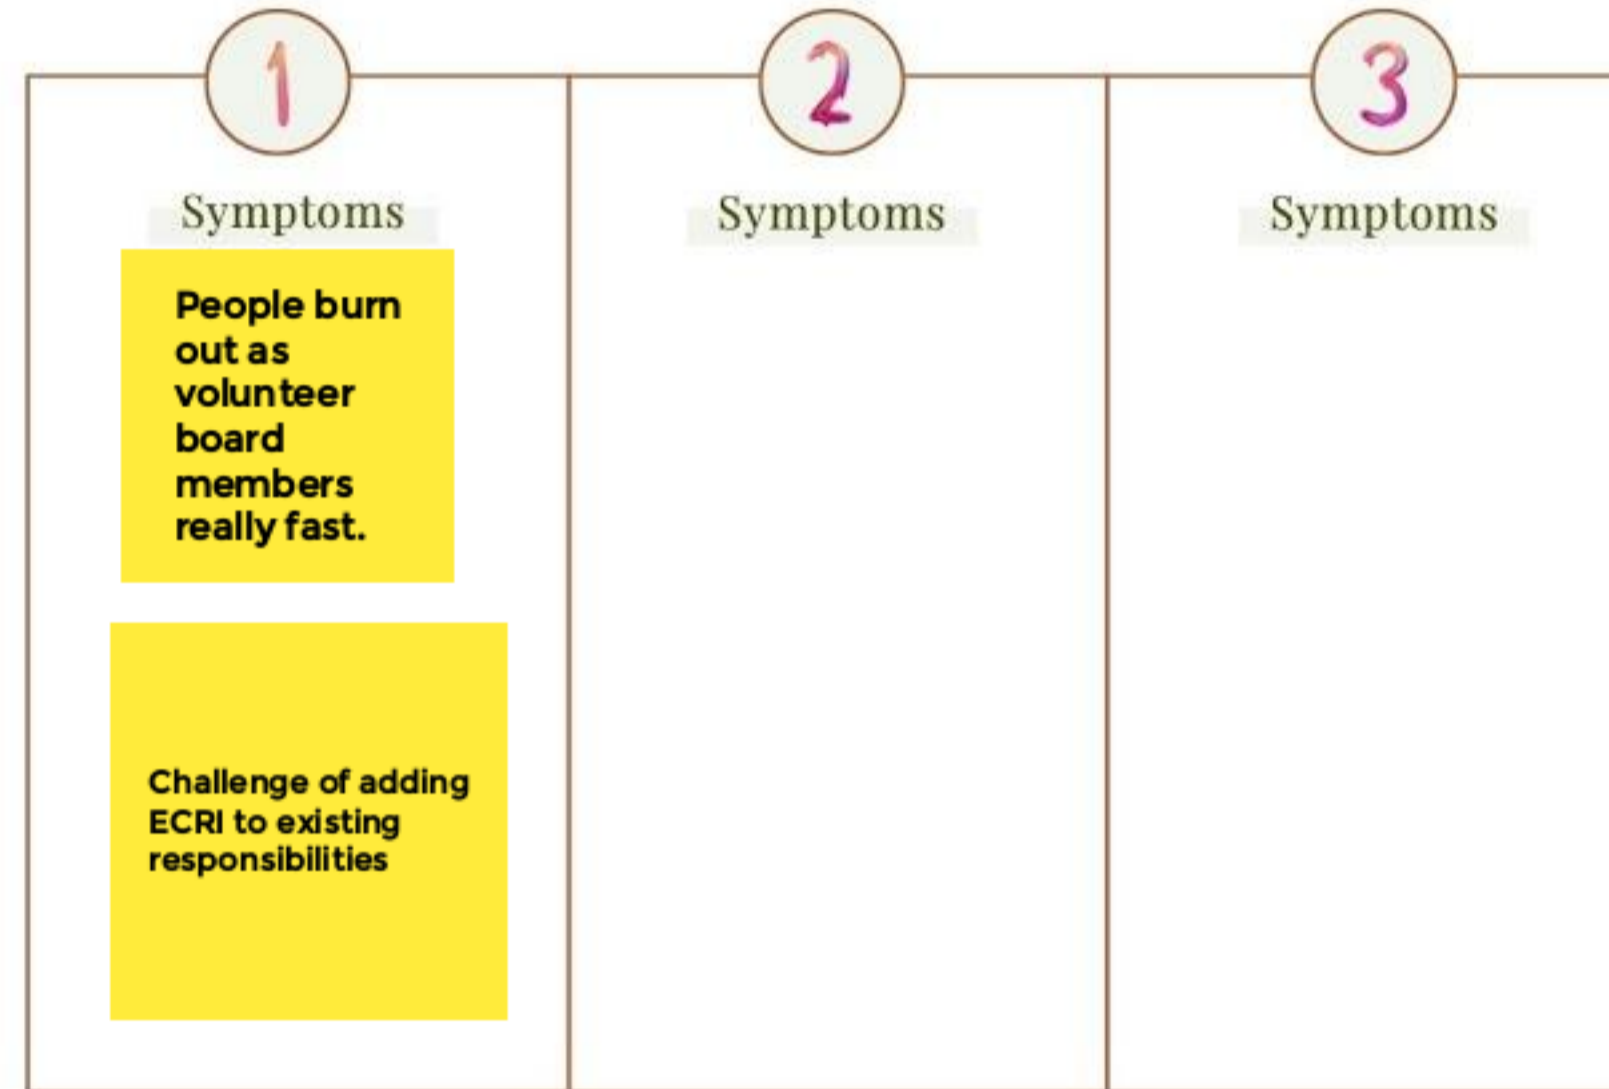 1
2
3
Symptoms
Symptoms
Symptoms
People burn
out as
volunteer
board
members
really fast.
Challenge of adding
ECRI to existing
responsibilities